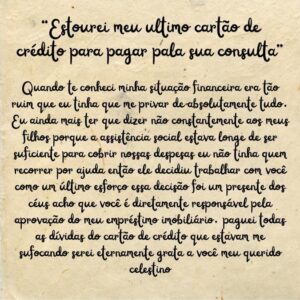 “Estourei meu ultimo cartão de
crédito para pagar pala sua consulta”
Quando te conheci minha situação financeira era tão
ruim que eu tinha que me privar de absolutamente tudo.
Eu ainda mais ter que dizer não constantemente aos meus
filhos porque a assistência social estava longe de ser
suficiente para cobrir nossas despesas eu não tinha quem
recorrer por ajuda então ele decidiu trabalhar com você
como um último esforço essa decisão foi um presente dos
céus acho que você é diretamente responsável pela
aprovação do meu empréstimo imobiliário. paguei todas
as dívidas do cartão de crédito que estavam me
sufocando serei eternamente grata a você meu querido
celestino